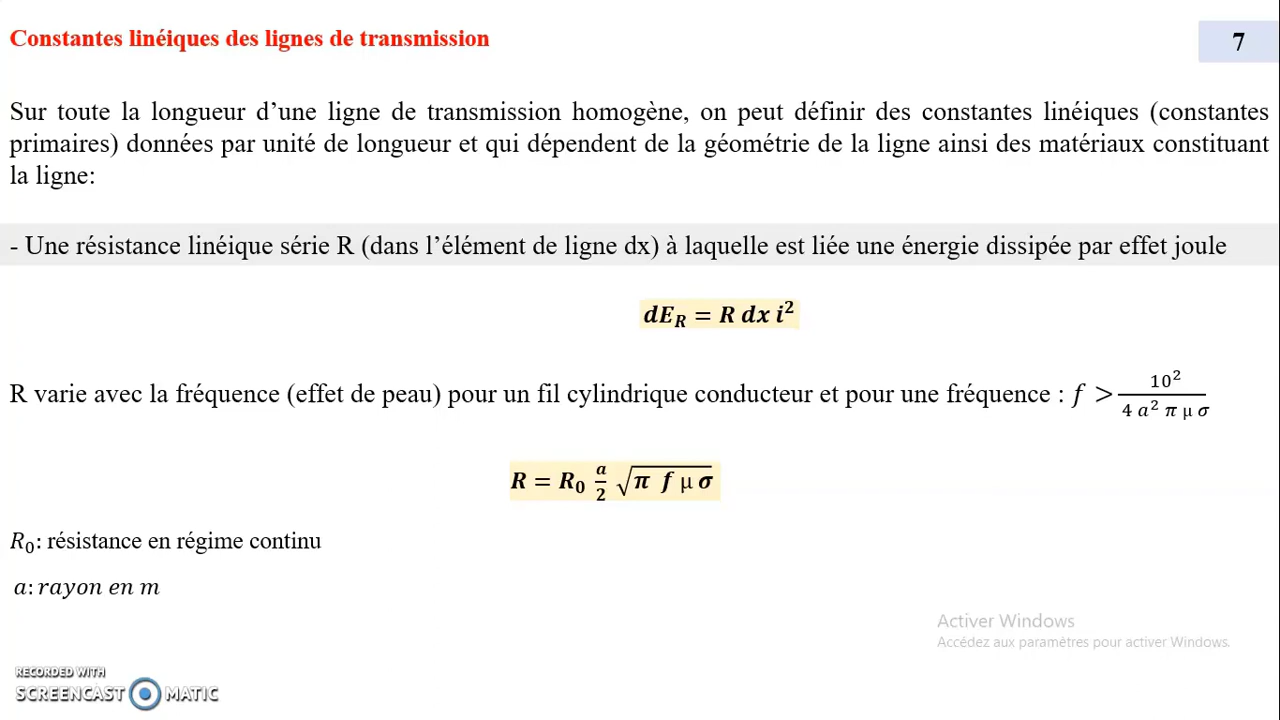 Constantes linéiques des lignes de transmission
7
Sur toute la longueur d’une ligne de transmission homogène, on peut définir des constantes linéiques (constantes
primaires) données par unité de longueur et qui dépendent de la géométrie de la ligne ainsi des matériaux constituant
la ligne:
- Une résistance linéique série R (dans l’élément de ligne dx) à laquelle est liée une énergie dissipée par effet joule
dE_R = R dx i²
R varie avec la fréquence (effet de peau) pour un fil cylindrique conducteur et pour une fréquence : f > 10² / (4 a² π μ σ)
R = R₀ a/2 √(π f μ σ)
R₀: résistance en régime continu
a: rayon en m
Activer Windows
Accédez aux paramètres pour activer Windows.
RECORDED WITH
SCREENCAST MATIC